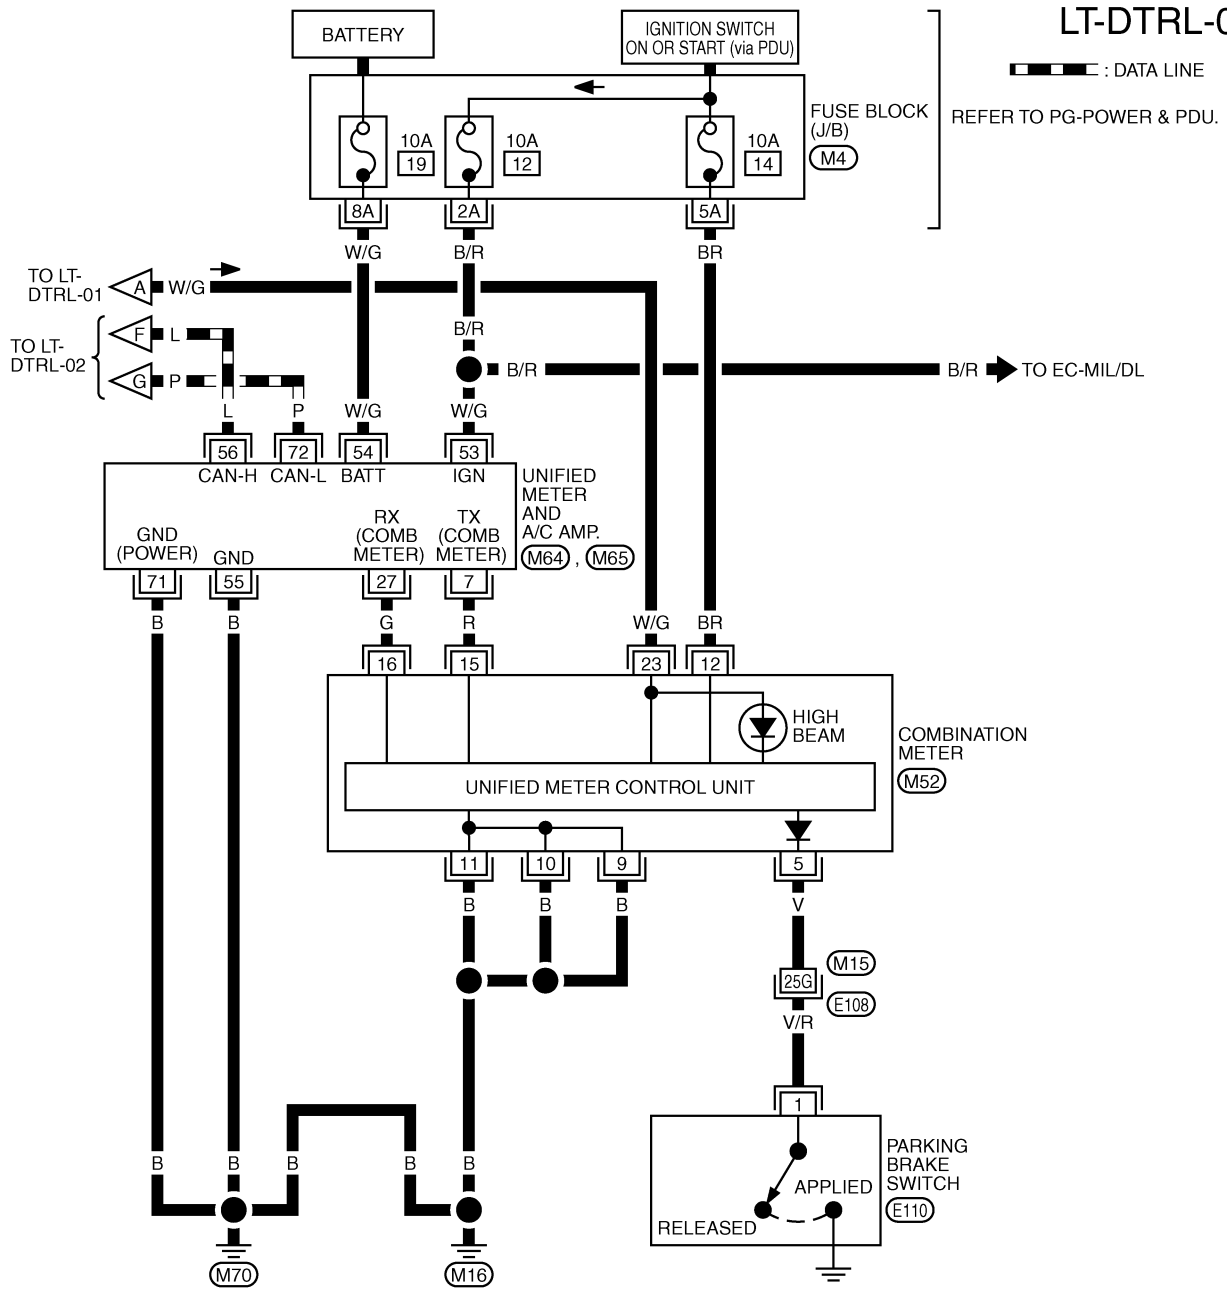 LT-DTRL-0
BATTERY
IGNITION SWITCH
ON OR START (via PDU)
: DATA LINE
REFER TO PG-POWER & PDU.
FUSE BLOCK
(J/B)
M4
10A
19
10A
12
10A
14
8A
2A
5A
W/G
B/R
BR
TO LT-
DTRL-01
A
W/G
TO LT-
DTRL-02
F
L
G
P
B/R
B/R
B/R
TO EC-MIL/DL
L
P
W/G
W/G
56
72
54
53
CAN-H
CAN-L
BATT
IGN
UNIFIED
METER
AND
A/C AMP.
M64 , M65
GND
(POWER)
GND
RX
(COMB
METER)
TX
(COMB
METER)
71
55
27
7
B
B
G
R
W/G
BR
16
15
23
12
HIGH
BEAM
COMBINATION
METER
M52
UNIFIED METER CONTROL UNIT
11
10
9
5
B
B
B
V
M15
25G
E108
V/R
1
PARKING
BRAKE
SWITCH
E110
APPLIED
RELEASED
B
B
B
B
B
M70
M16